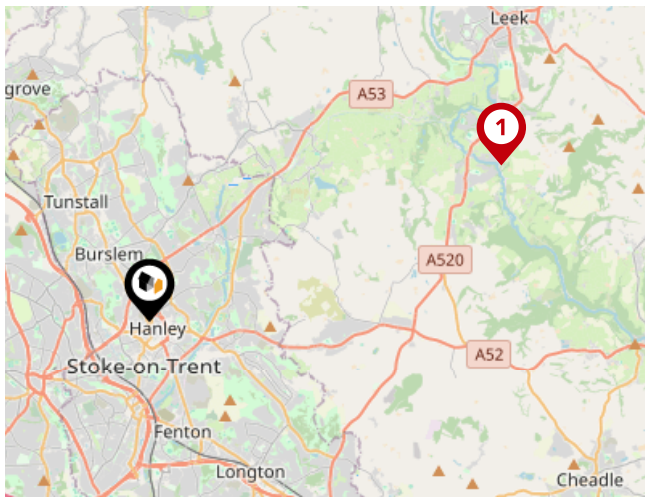 Leek
grove
A53
1
Tunstall
Burslem
A520
Hanley
A52
Stoke-on-Trent
Fenton
Longton
Cheadle